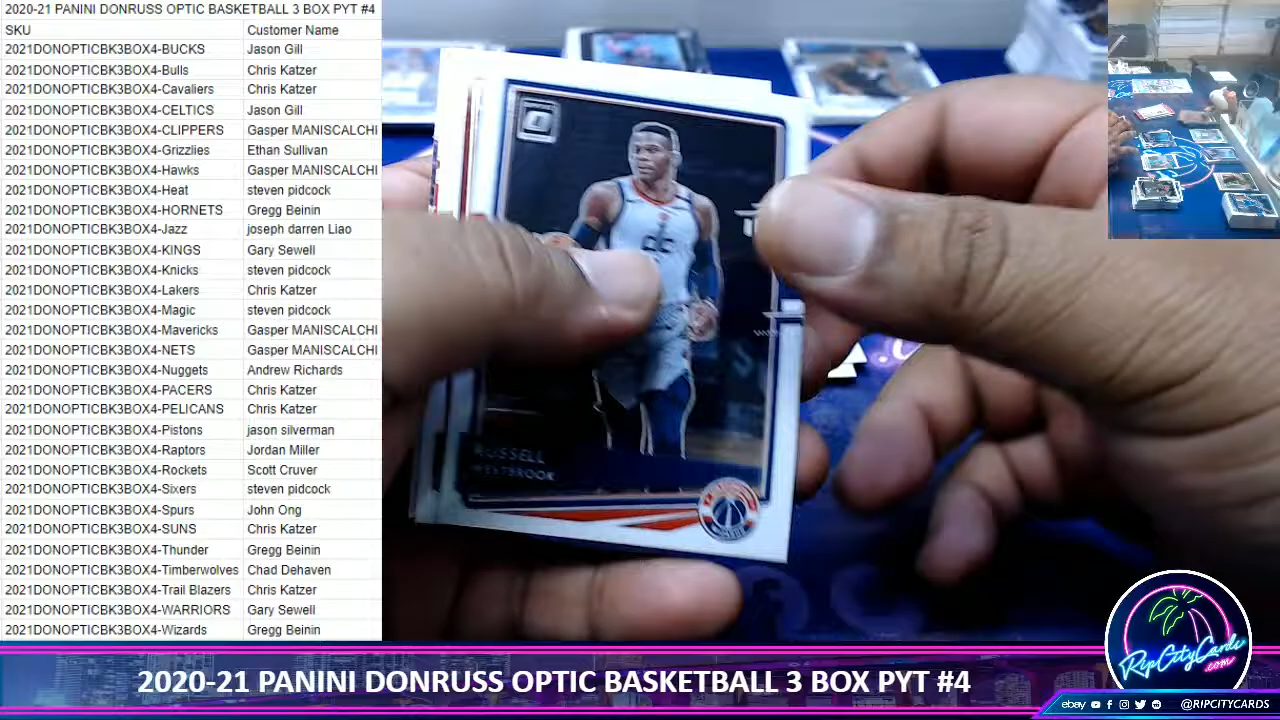 2020-21 PANINI DONRUSS OPTIC BASKETBALL 3 BOX PYT #4
SKU Customer Name
2021DONOPTICBK3BOX4-BUCKS Jason Gill
2021DONOPTICBK3BOX4-Bulls Chris Katzer
2021DONOPTICBK3BOX4-Cavaliers Chris Katzer
2021DONOPTICBK3BOX4-CELTICS Jason Gill
2021DONOPTICBK3BOX4-CLIPPERS Gasper MANISCALCHI
2021DONOPTICBK3BOX4-Grizzlies Ethan Sullivan
2021DONOPTICBK3BOX4-Hawks Gasper MANISCALCHI
2021DONOPTICBK3BOX4-Heat steven pidcock
2021DONOPTICBK3BOX4-HORNETS Gregg Beinin
2021DONOPTICBK3BOX4-Jazz joseph darren Liao
2021DONOPTICBK3BOX4-KINGS Gary Sewell
2021DONOPTICBK3BOX4-Knicks steven pidcock
2021DONOPTICBK3BOX4-Lakers Chris Katzer
2021DONOPTICBK3BOX4-Magic steven pidcock
2021DONOPTICBK3BOX4-Mavericks Gasper MANISCALCHI
2021DONOPTICBK3BOX4-NETS Gasper MANISCALCHI
2021DONOPTICBK3BOX4-Nuggets Andrew Richards
2021DONOPTICBK3BOX4-PACERS Chris Katzer
2021DONOPTICBK3BOX4-PELICANS Chris Katzer
2021DONOPTICBK3BOX4-Pistons jason silverman
2021DONOPTICBK3BOX4-Raptors Jordan Miller
2021DONOPTICBK3BOX4-Rockets Scott Cruver
2021DONOPTICBK3BOX4-Sixers steven pidcock
2021DONOPTICBK3BOX4-Spurs John Ong
2021DONOPTICBK3BOX4-SUNS Chris Katzer
2021DONOPTICBK3BOX4-Thunder Gregg Beinin
2021DONOPTICBK3BOX4-Timberwolves Chad Dehaven
2021DONOPTICBK3BOX4-Trail Blazers Chris Katzer
2021DONOPTICBK3BOX4-WARRIORS Gary Sewell
2021DONOPTICBK3BOX4-Wizards Gregg Beinin
RUSSELL
WESTBROOK
RipCityCards
.com
2020-21 PANINI DONRUSS OPTIC BASKETBALL 3 BOX PYT #4
ebay @RIPCITYCARDS